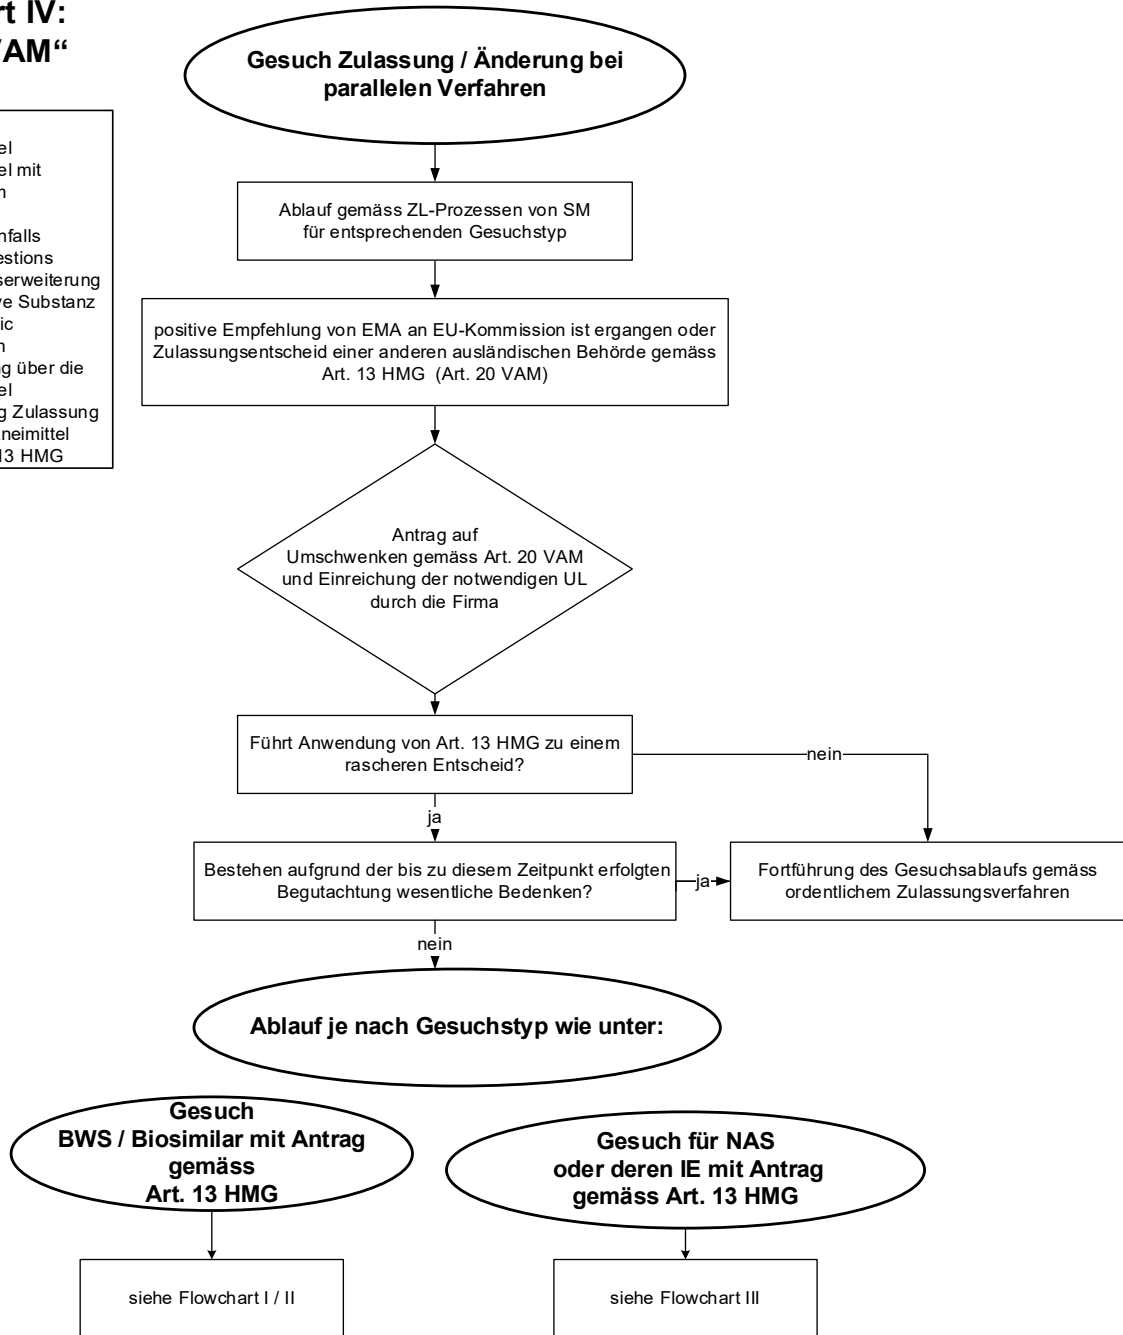 rt IV:
VAM“
el
el mit
n
nfalls
estions
serweiterung
ve Substanz
ic
n
g über die
el
g Zulassung
neimittel
13 HMG
Gesuch Zulassung / Änderung bei
parallelen Verfahren
Ablauf gemäss ZL-Prozessen von SM
für entsprechenden Gesuchstyp
positive Empfehlung von EMA an EU-Kommission ist ergangen oder
Zulassungsentscheid einer anderen ausländischen Behörde gemäss
Art. 13 HMG (Art. 20 VAM)
Antrag auf
Umschwenken gemäss Art. 20 VAM
und Einreichung der notwendigen UL
durch die Firma
Führt Anwendung von Art. 13 HMG zu einem
rascheren Entscheid?
nein
ja
Bestehen aufgrund der bis zu diesem Zeitpunkt erfolgten
Begutachtung wesentliche Bedenken?
ja
Fortführung des Gesuchsablaufs gemäss
ordentlichem Zulassungsverfahren
nein
Ablauf je nach Gesuchstyp wie unter:
Gesuch
BWS / Biosimilar mit Antrag
gemäss
Art. 13 HMG
Gesuch für NAS
oder deren IE mit Antrag
gemäss Art. 13 HMG
siehe Flowchart I / II
siehe Flowchart III